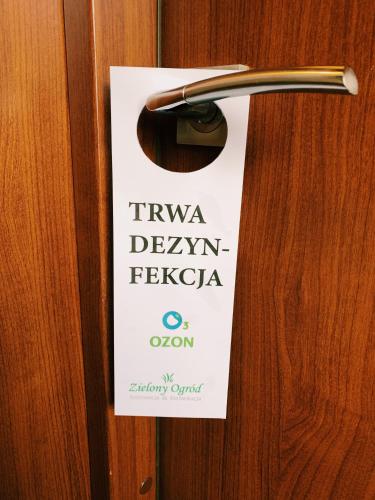 TRWA
DEZYN-
FEKCJA
O3
OZON
Zielony Ogród